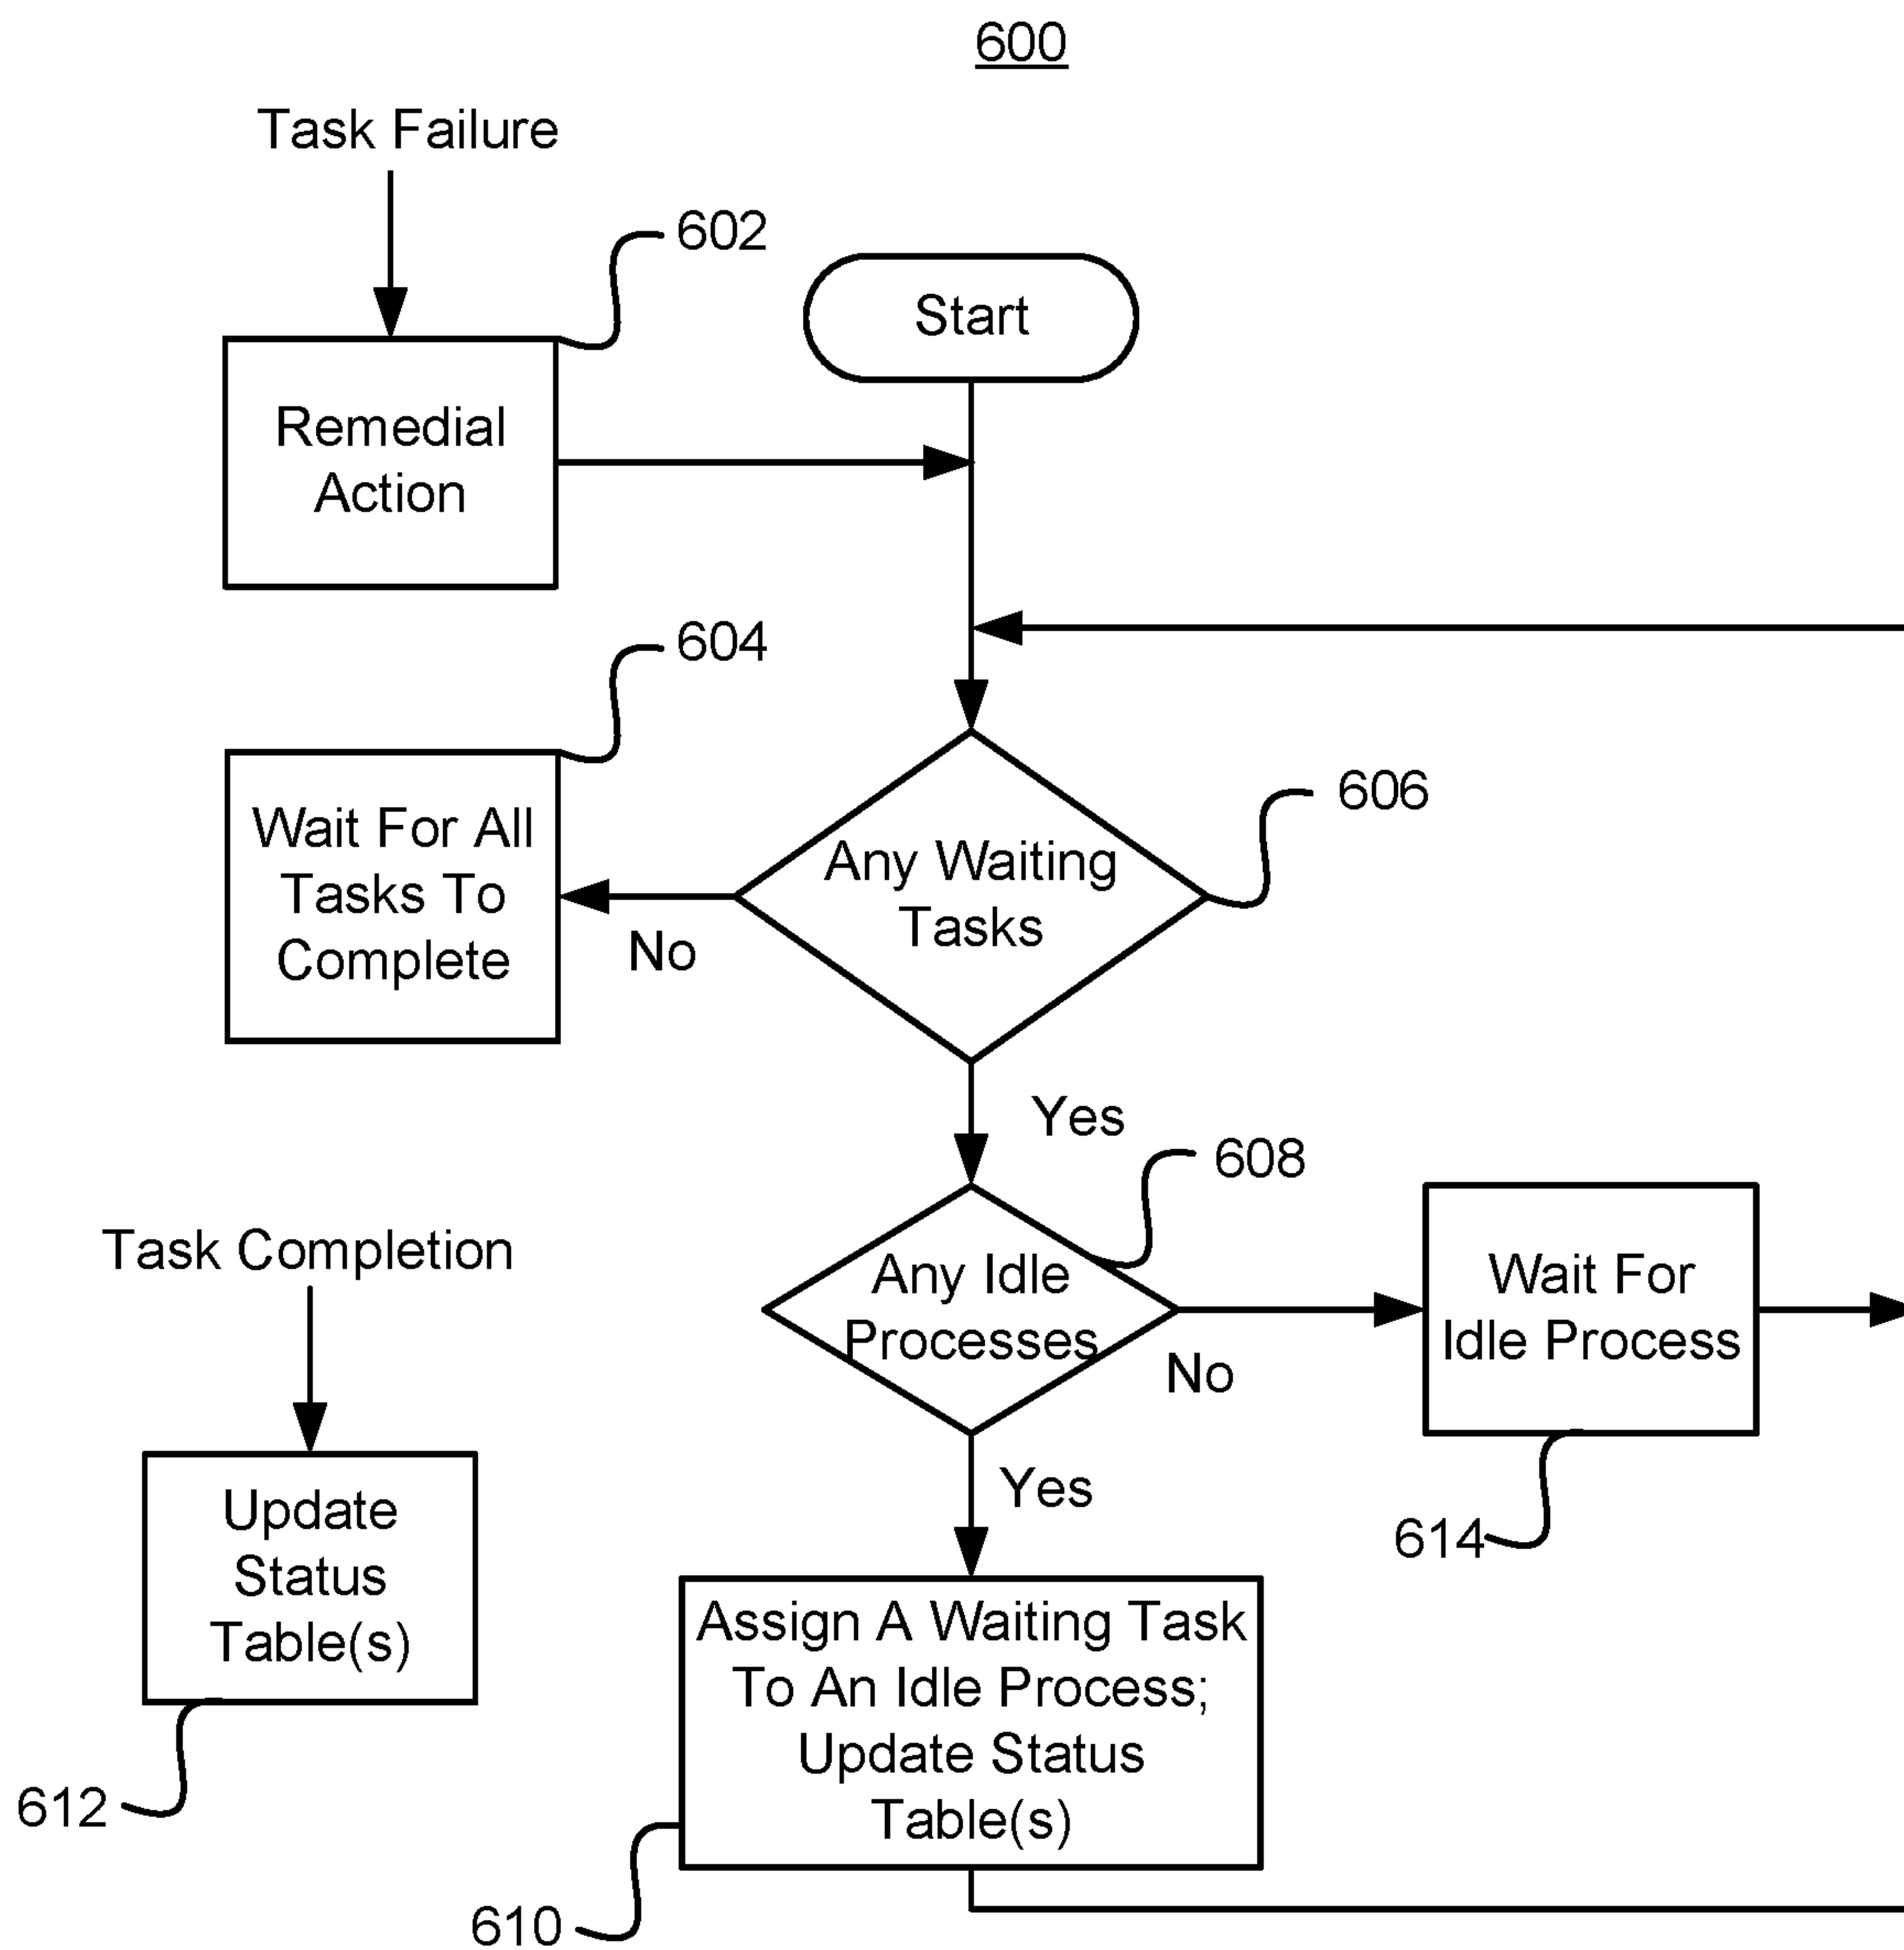 600
Task Failure
602
Start
Remedial
Action
604
606
Wait For All
Tasks To
Complete
Any Waiting
Tasks
No
Yes
608
Task Completion
Any Idle
Processes
Wait For
Idle Process
No
Yes
614
Update
Status
Table(s)
Assign A Waiting Task
To An Idle Process;
Update Status
Table(s)
612
610